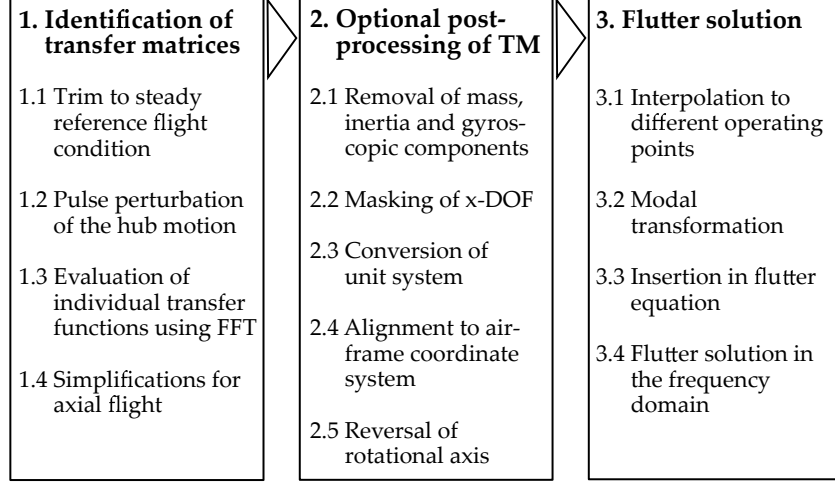 1. Identification of
transfer matrices
1.1 Trim to steady
reference flight
condition
1.2 Pulse perturbation
of the hub motion
1.3 Evaluation of
individual transfer
functions using FFT
1.4 Simplifications for
axial flight
2. Optional post-
processing of TM
2.1 Removal of mass,
inertia and gyros-
copic components
2.2 Masking of x-DOF
2.3 Conversion of
unit system
2.4 Alignment to air-
frame coordinate
system
2.5 Reversal of
rotational axis
3. Flutter solution
3.1 Interpolation to
different operating
points
3.2 Modal
transformation
3.3 Insertion in flutter
equation
3.4 Flutter solution in
the frequency
domain